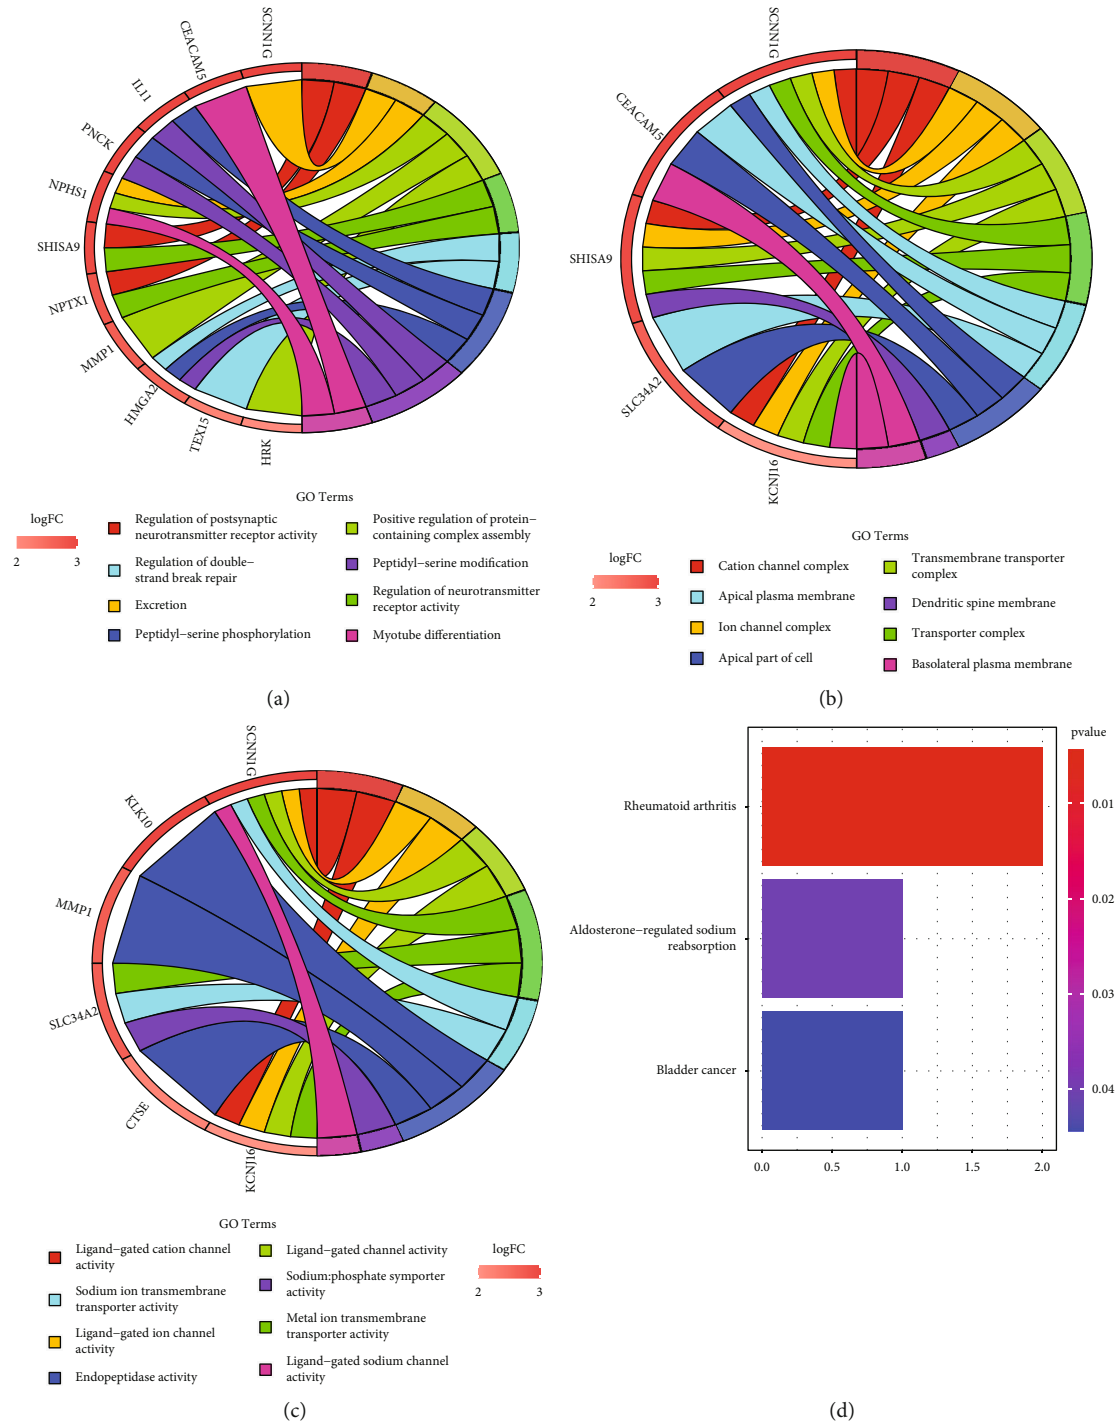 SCNN1G
CEACAM5
IL11
PNCK
NPHS1
SHISA9
NPTX1
MMP1
HMGA2
TEX15
HRK
GO Terms
logFC
2 3
Regulation of postsynaptic
neurotransmitter receptor activity
Regulation of double−
strand break repair
Excretion
Peptidyl−serine phosphorylation
Positive regulation of protein−
containing complex assembly
Peptidyl−serine modification
Regulation of neurotransmitter
receptor activity
Myotube differentiation
(a)
SCNN1G
CEACAM5
SHISA9
SLC34A2
KCNJ16
GO Terms
logFC
2 3
Cation channel complex
Apical plasma membrane
Ion channel complex
Apical part of cell
Transmembrane transporter
complex
Dendritic spine membrane
Transporter complex
Basolateral plasma membrane
(b)
SCNN1G
KLK10
MMP1
SLC34A2
CTSE
KCNJ16
GO Terms
Ligand−gated cation channel
activity
Sodium ion transmembrane
transporter activity
Ligand−gated ion channel
activity
Endopeptidase activity
Ligand−gated channel activity
Sodium:phosphate symporter
activity
Metal ion transmembrane
transporter activity
Ligand−gated sodium channel
activity
logFC
2 3
(c)
Rheumatoid arthritis
Aldosterone−regulated sodium
reabsorption
Bladder cancer
0.0 0.5 1.0 1.5 2.0
pvalue
0.01
0.02
0.03
0.04
(d)